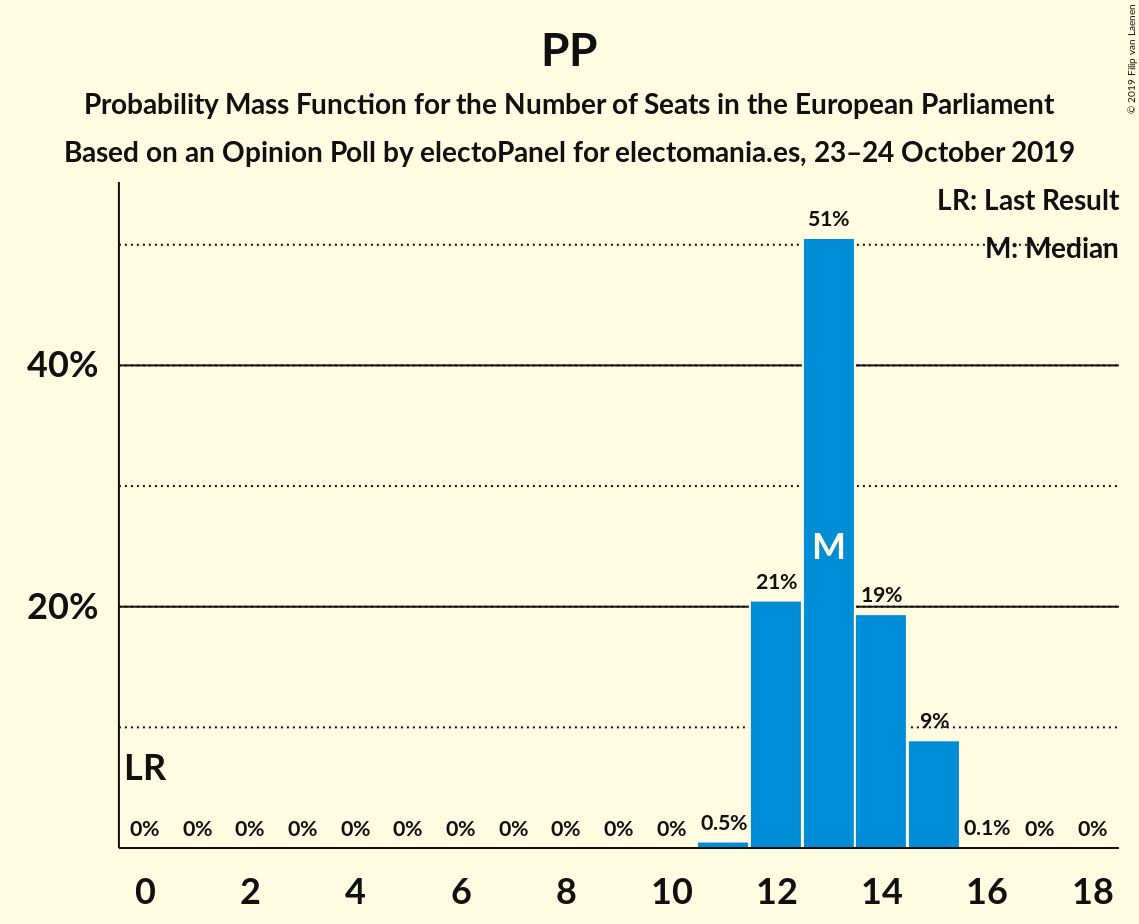 PP
Probability Mass Function for the Number of Seats in the European Parliament
Based on an Opinion Poll by electoPanel for electomania.es, 23–24 October 2019
© 2019 Filip van Laenen
LR: Last Result
M: Median
51%
40%
M
21%
19%
20%
9%
LR
0% 0% 0% 0% 0% 0% 0% 0% 0% 0% 0% 0.5% 0.1% 0% 0%
0 2 4 6 8 10 12 14 16 18